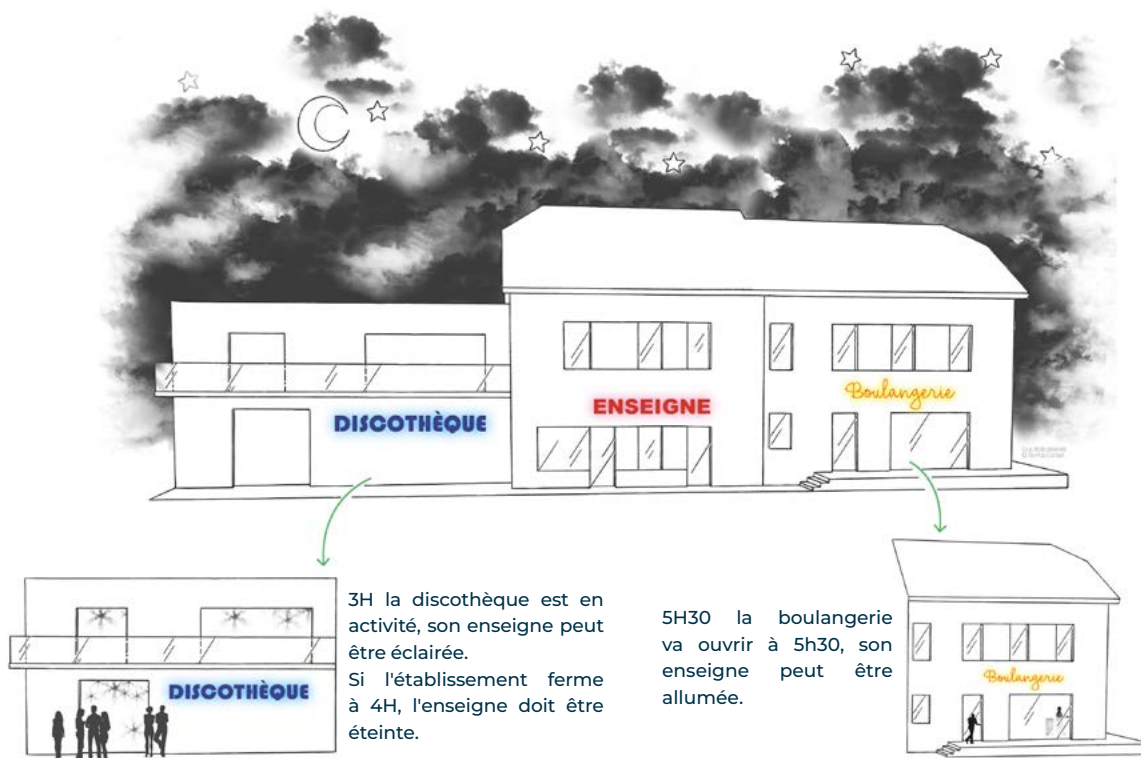 DISCOTHÈQUE
ENSEIGNE
Boulangerie
3H la discothèque est en
activité, son enseigne peut
être éclairée.
Si l'établissement ferme
à 4H, l'enseigne doit être
éteinte.
DISCOTHÈQUE
5H30 la boulangerie
va ouvrir à 5h30, son
enseigne peut être
allumée.
Boulangerie